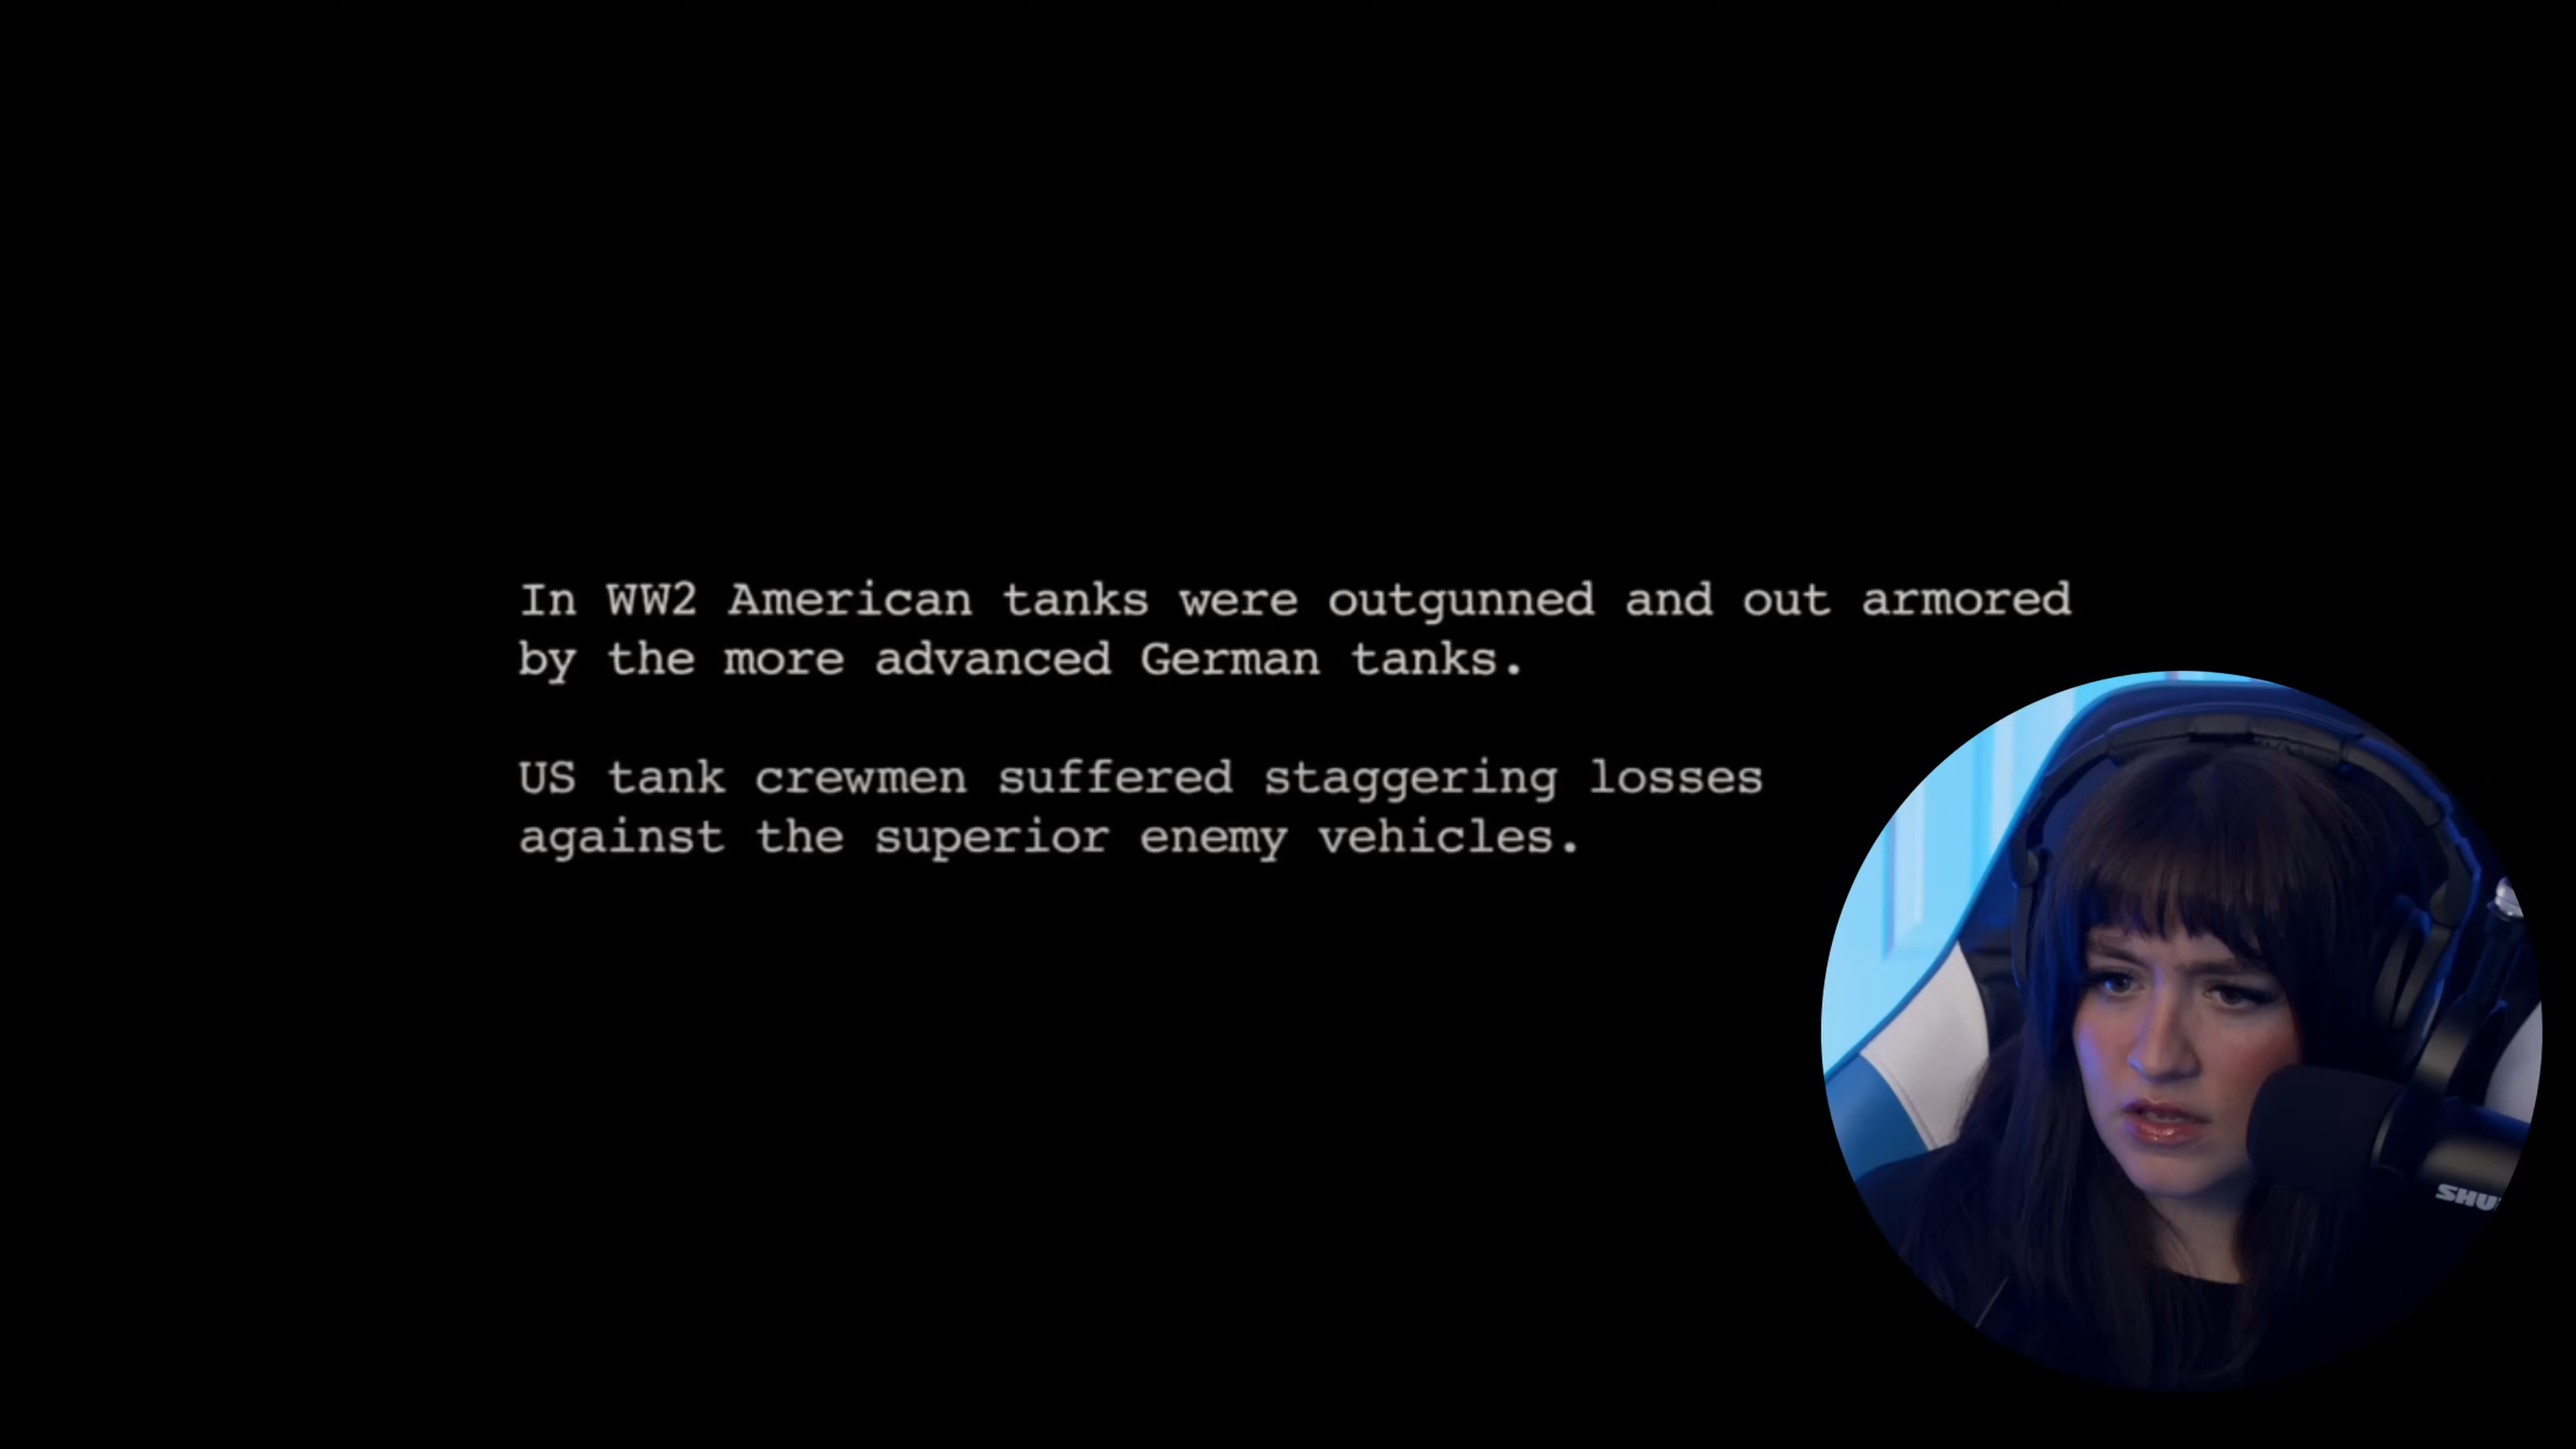 In WW2 American tanks were outgunned and out armored
by the more advanced German tanks.
US tank crewmen suffered staggering losses
against the superior enemy vehicles.